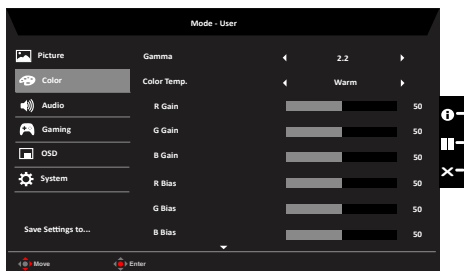 Mode - User
Picture
Gamma 2.2
Color
Color Temp. Warm
Audio
R Gain 50
Gaming
G Gain 50
OSD
B Gain 50
System
R Bias 50
G Bias 50
Save Settings to...
B Bias 50
Move Enter